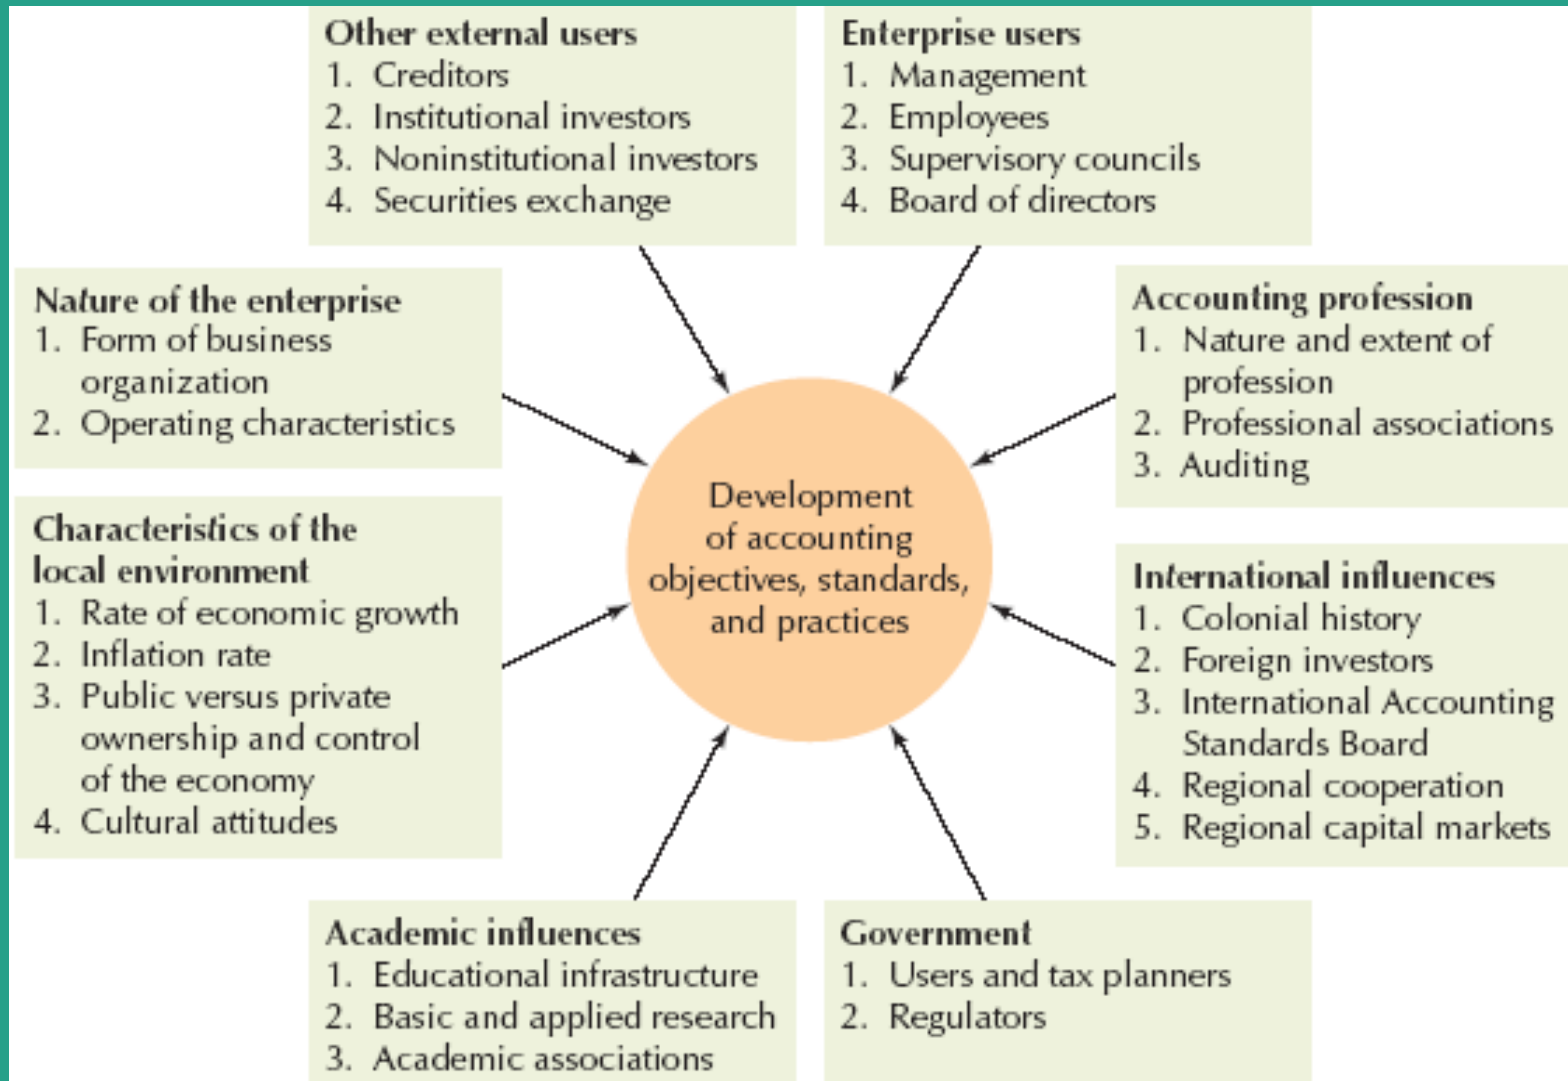 Other external users
1. Creditors
2. Institutional investors
3. Noninstitutional investors
4. Securities exchange
Enterprise users
1. Management
2. Employees
3. Supervisory councils
4. Board of directors
Nature of the enterprise
1. Form of business
organization
2. Operating characteristics
Accounting profession
1. Nature and extent of
profession
2. Professional associations
3. Auditing
Development
of accounting
objectives, standards,
and practices
Characteristics of the
local environment
1. Rate of economic growth
2. Inflation rate
3. Public versus private
ownership and control
of the economy
4. Cultural attitudes
International influences
1. Colonial history
2. Foreign investors
3. International Accounting
Standards Board
4. Regional cooperation
5. Regional capital markets
Academic influences
1. Educational infrastructure
2. Basic and applied research
3. Academic associations
Government
1. Users and tax planners
2. Regulators